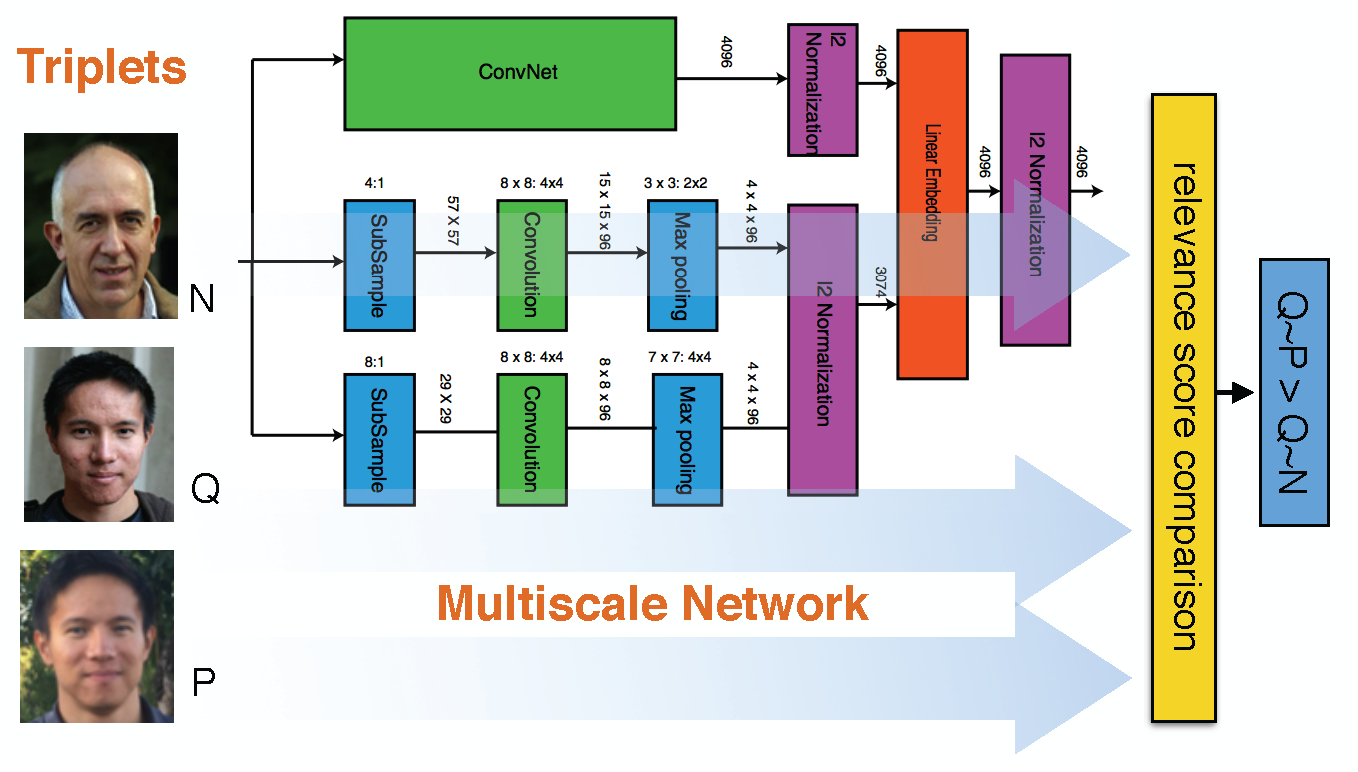 Triplets
N
Q
P
ConvNet
4096
l2 Normalization
4096
Linear Embedding
4096
l2 Normalization
4096
4:1
SubSample
57 X 57
8 x 8: 4x4
Convolution
15 x 15 x 96
3 x 3: 2x2
Max pooling
4 x 4 x 96
l2 Normalization
3074
8:1
SubSample
29 X 29
8 x 8: 4x4
Convolution
8 x 8 x 96
7 x 7: 4x4
Max pooling
4 x 4 x 96
Multiscale Network
relevance score comparison
Q~P > Q~N